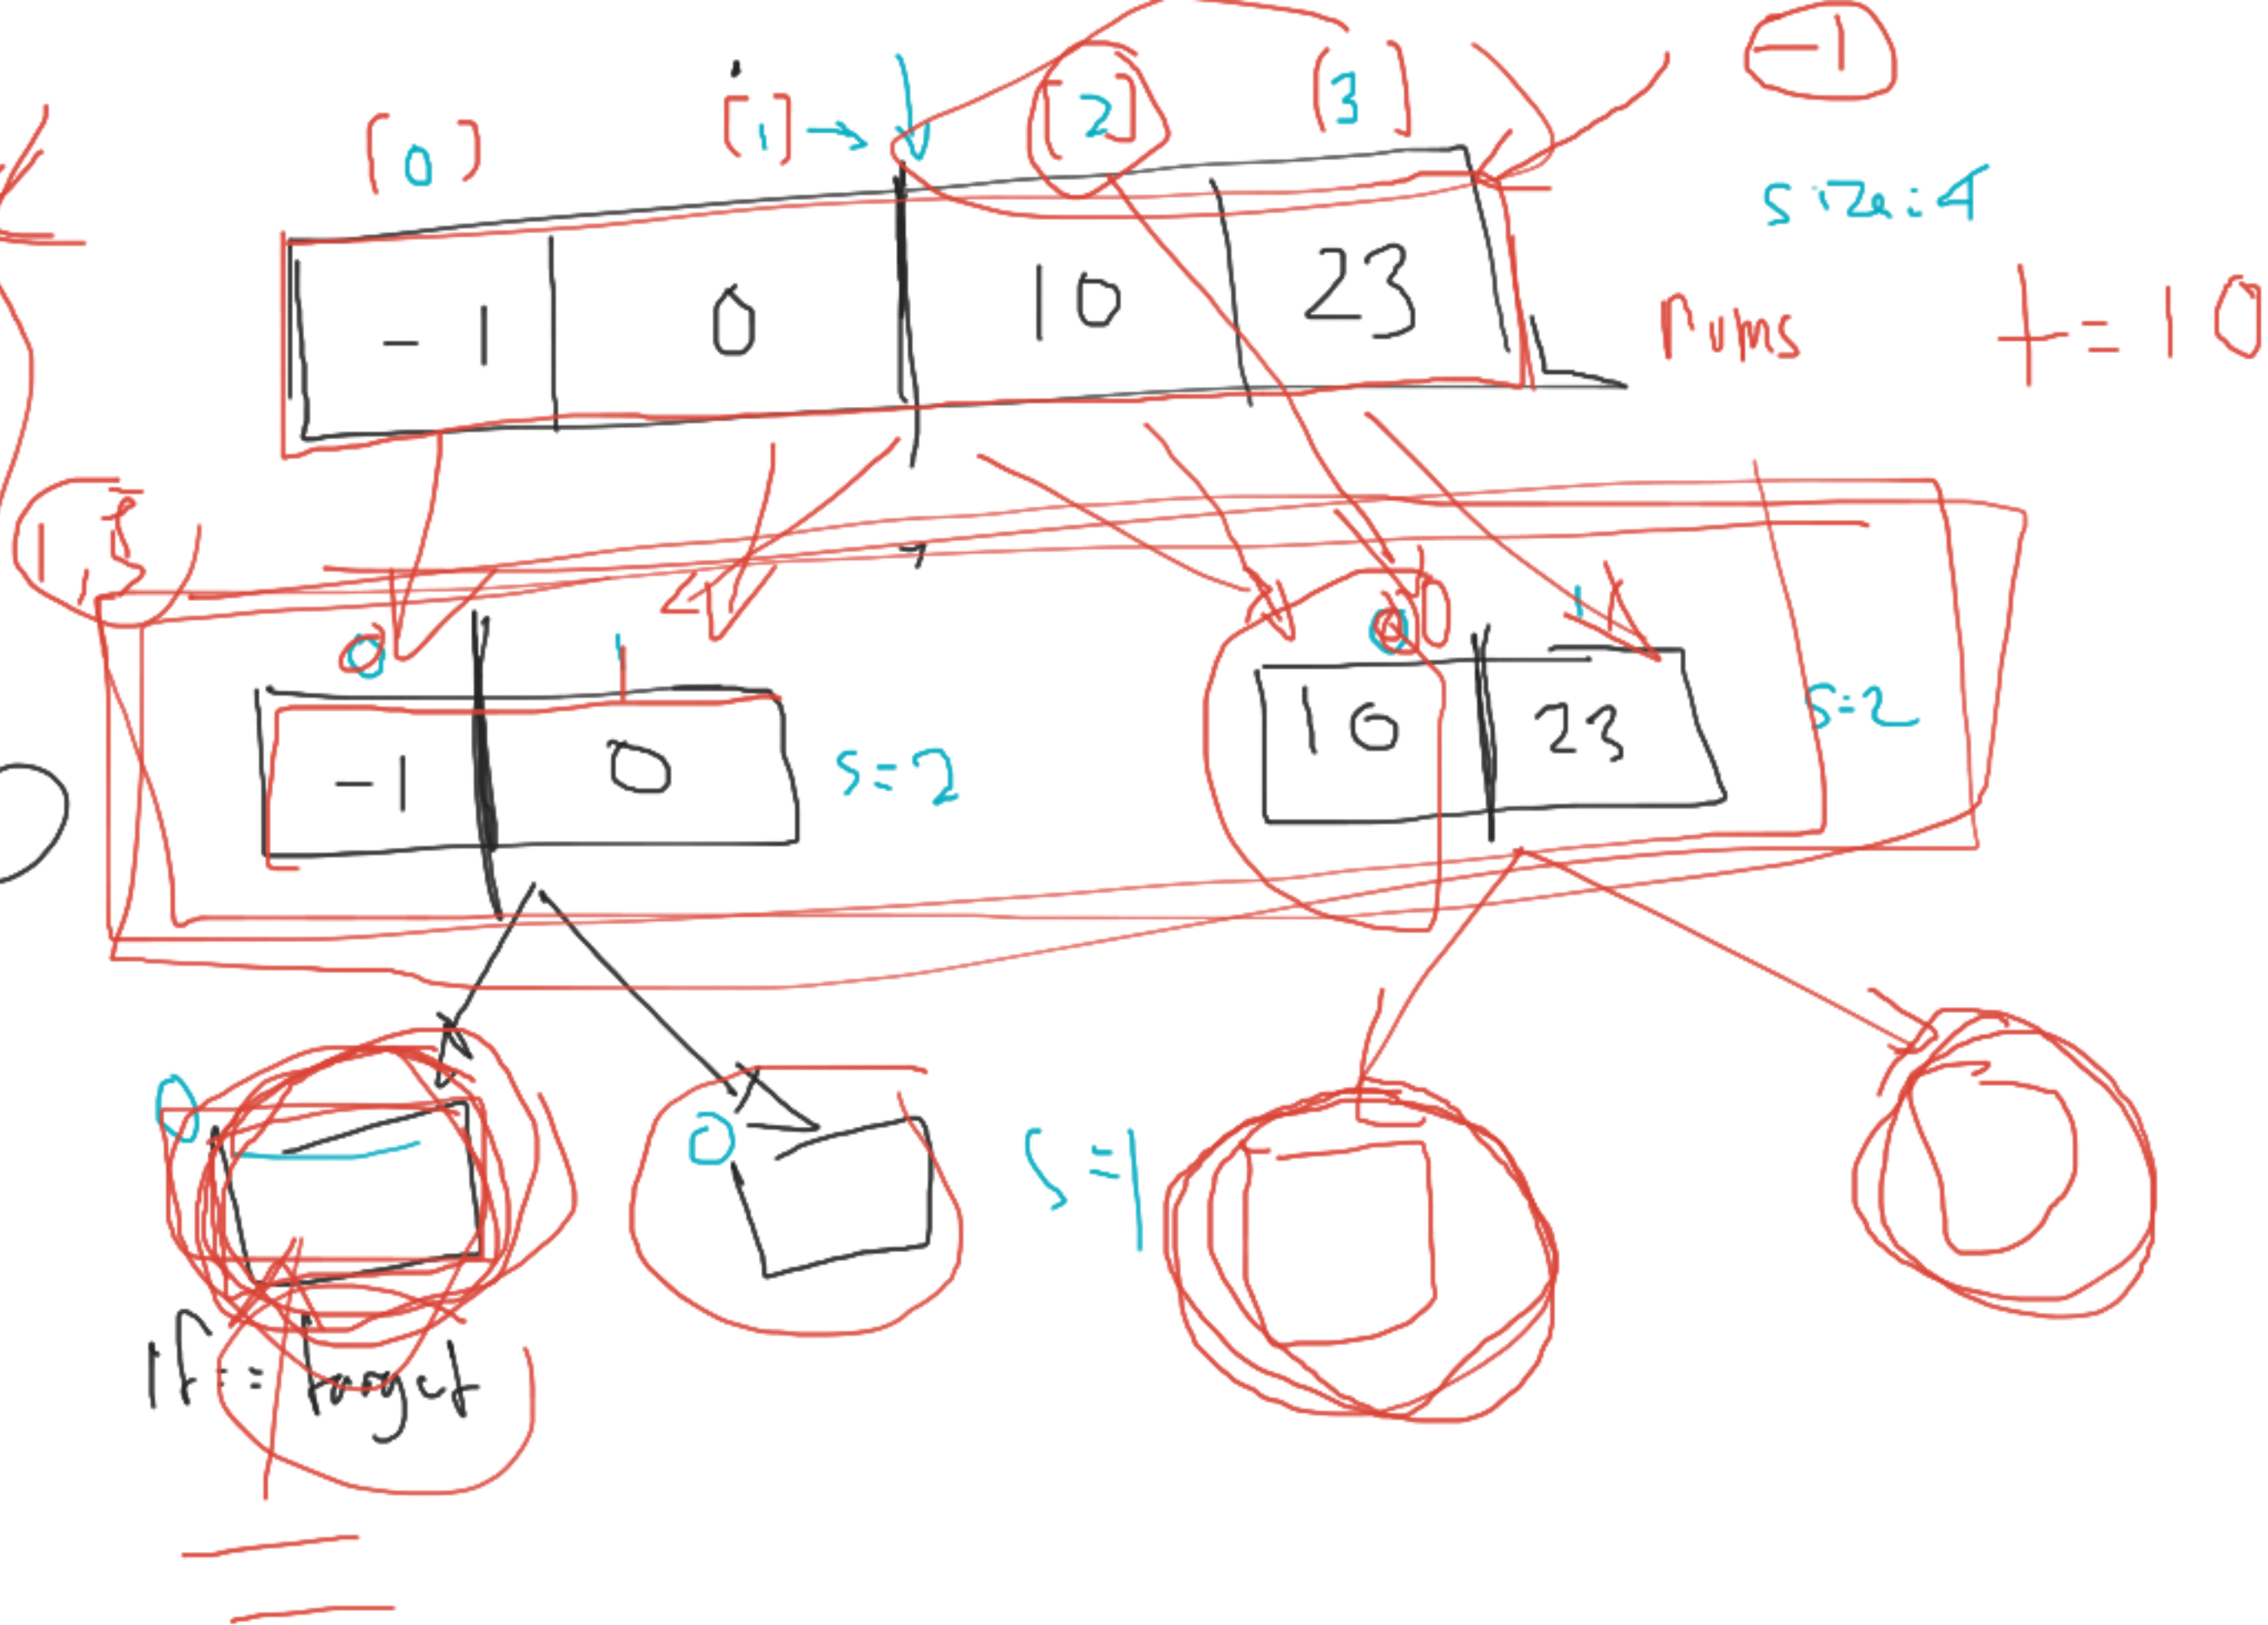 -1
[0] [1] [2] [3]
size:4
-1 0 10 23
nums += 10
0 1 0 1
-1 0 s=2
10 23 s=2
0 0 s=1
If == target